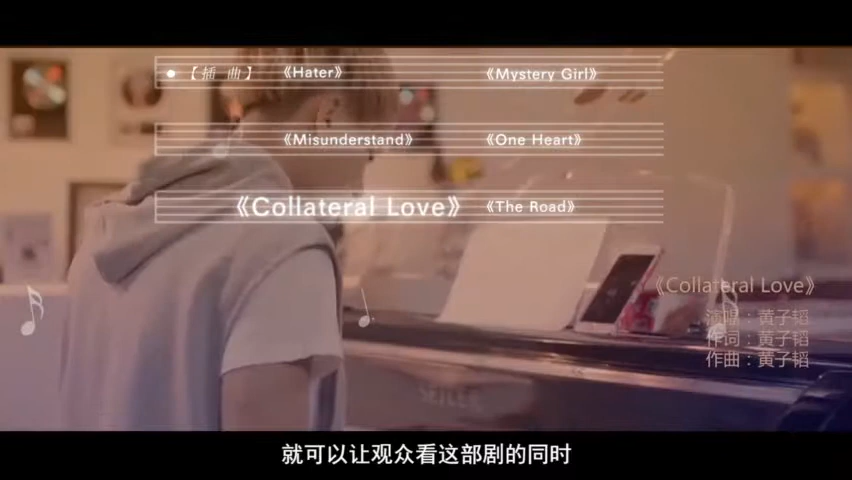 【插曲】 《Hater》 《Mystery Girl》
《Misunderstand》 《One Heart》
《Collateral Love》 《The Road》
《Collateral Love》
演唱：黄子韬
作词：黄子韬
作曲：黄子韬
就可以让观众看这部剧的同时